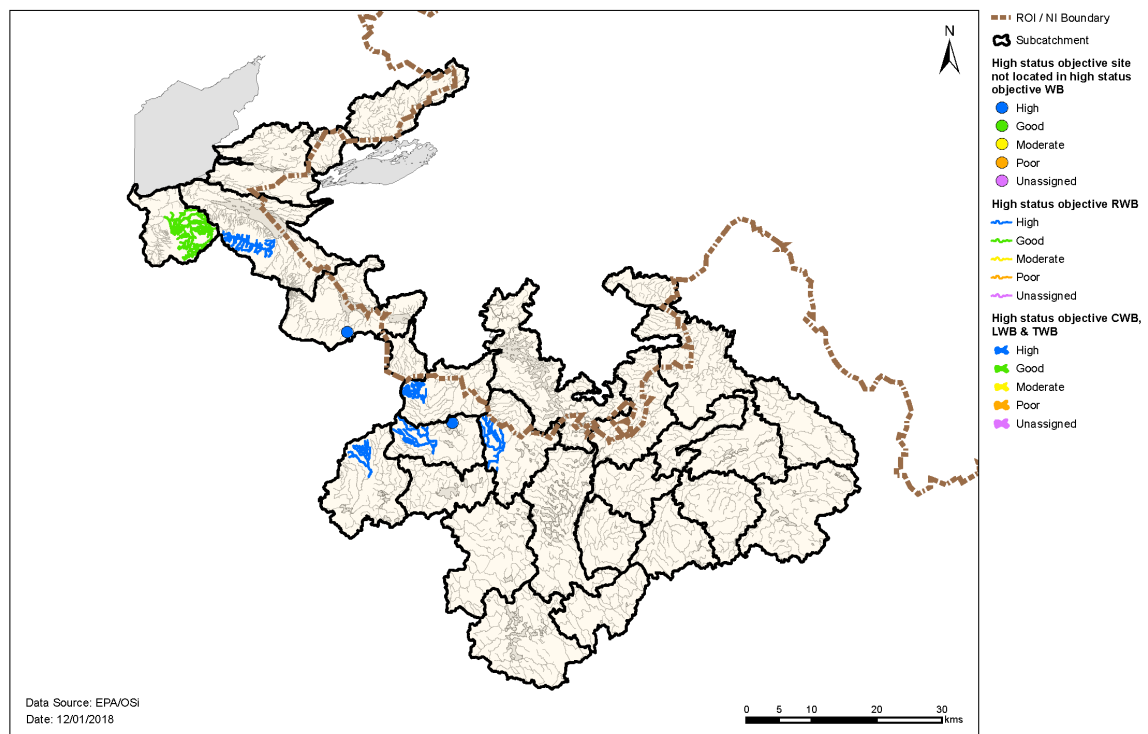 N
ROI / NI Boundary
Subcatchment
High status objective site
not located in high status
objective WB
High
Good
Moderate
Poor
Unassigned
High status objective RWB
High
Good
Moderate
Poor
Unassigned
High status objective CWB,
LWB & TWB
High
Good
Moderate
Poor
Unassigned
Data Source: EPA/OSi
Date: 12/01/2018
0 5 10 20 30
kms